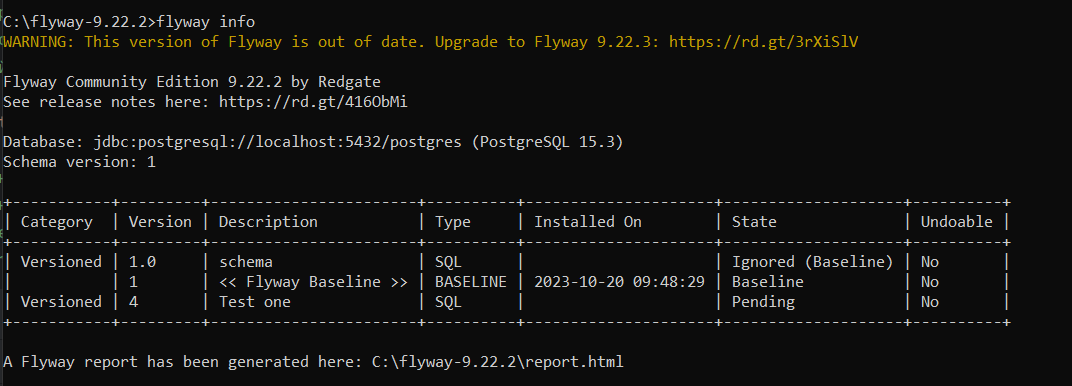 C:\flyway-9.22.2>flyway info
WARNING: This version of Flyway is out of date. Upgrade to Flyway 9.22.3: https://rd.gt/3rXiSlV
Flyway Community Edition 9.22.2 by Redgate
See release notes here: https://rd.gt/416ObMi
Database: jdbc:postgresql://localhost:5432/postgres (PostgreSQL 15.3)
Schema version: 1
+-----------+---------+-----------------------+----------+---------------------+--------------------+----------+
| Category  | Version | Description           | Type     | Installed On        | State              | Undoable |
+-----------+---------+-----------------------+----------+---------------------+--------------------+----------+
| Versioned | 1.0     | schema                | SQL      |                     | Ignored (Baseline) | No       |
|           | 1       | << Flyway Baseline >> | BASELINE | 2023-10-20 09:48:29 | Baseline           | No       |
| Versioned | 4       | Test one              | SQL      |                     | Pending            | No       |
+-----------+---------+-----------------------+----------+---------------------+--------------------+----------+
A Flyway report has been generated here: C:\flyway-9.22.2\report.html